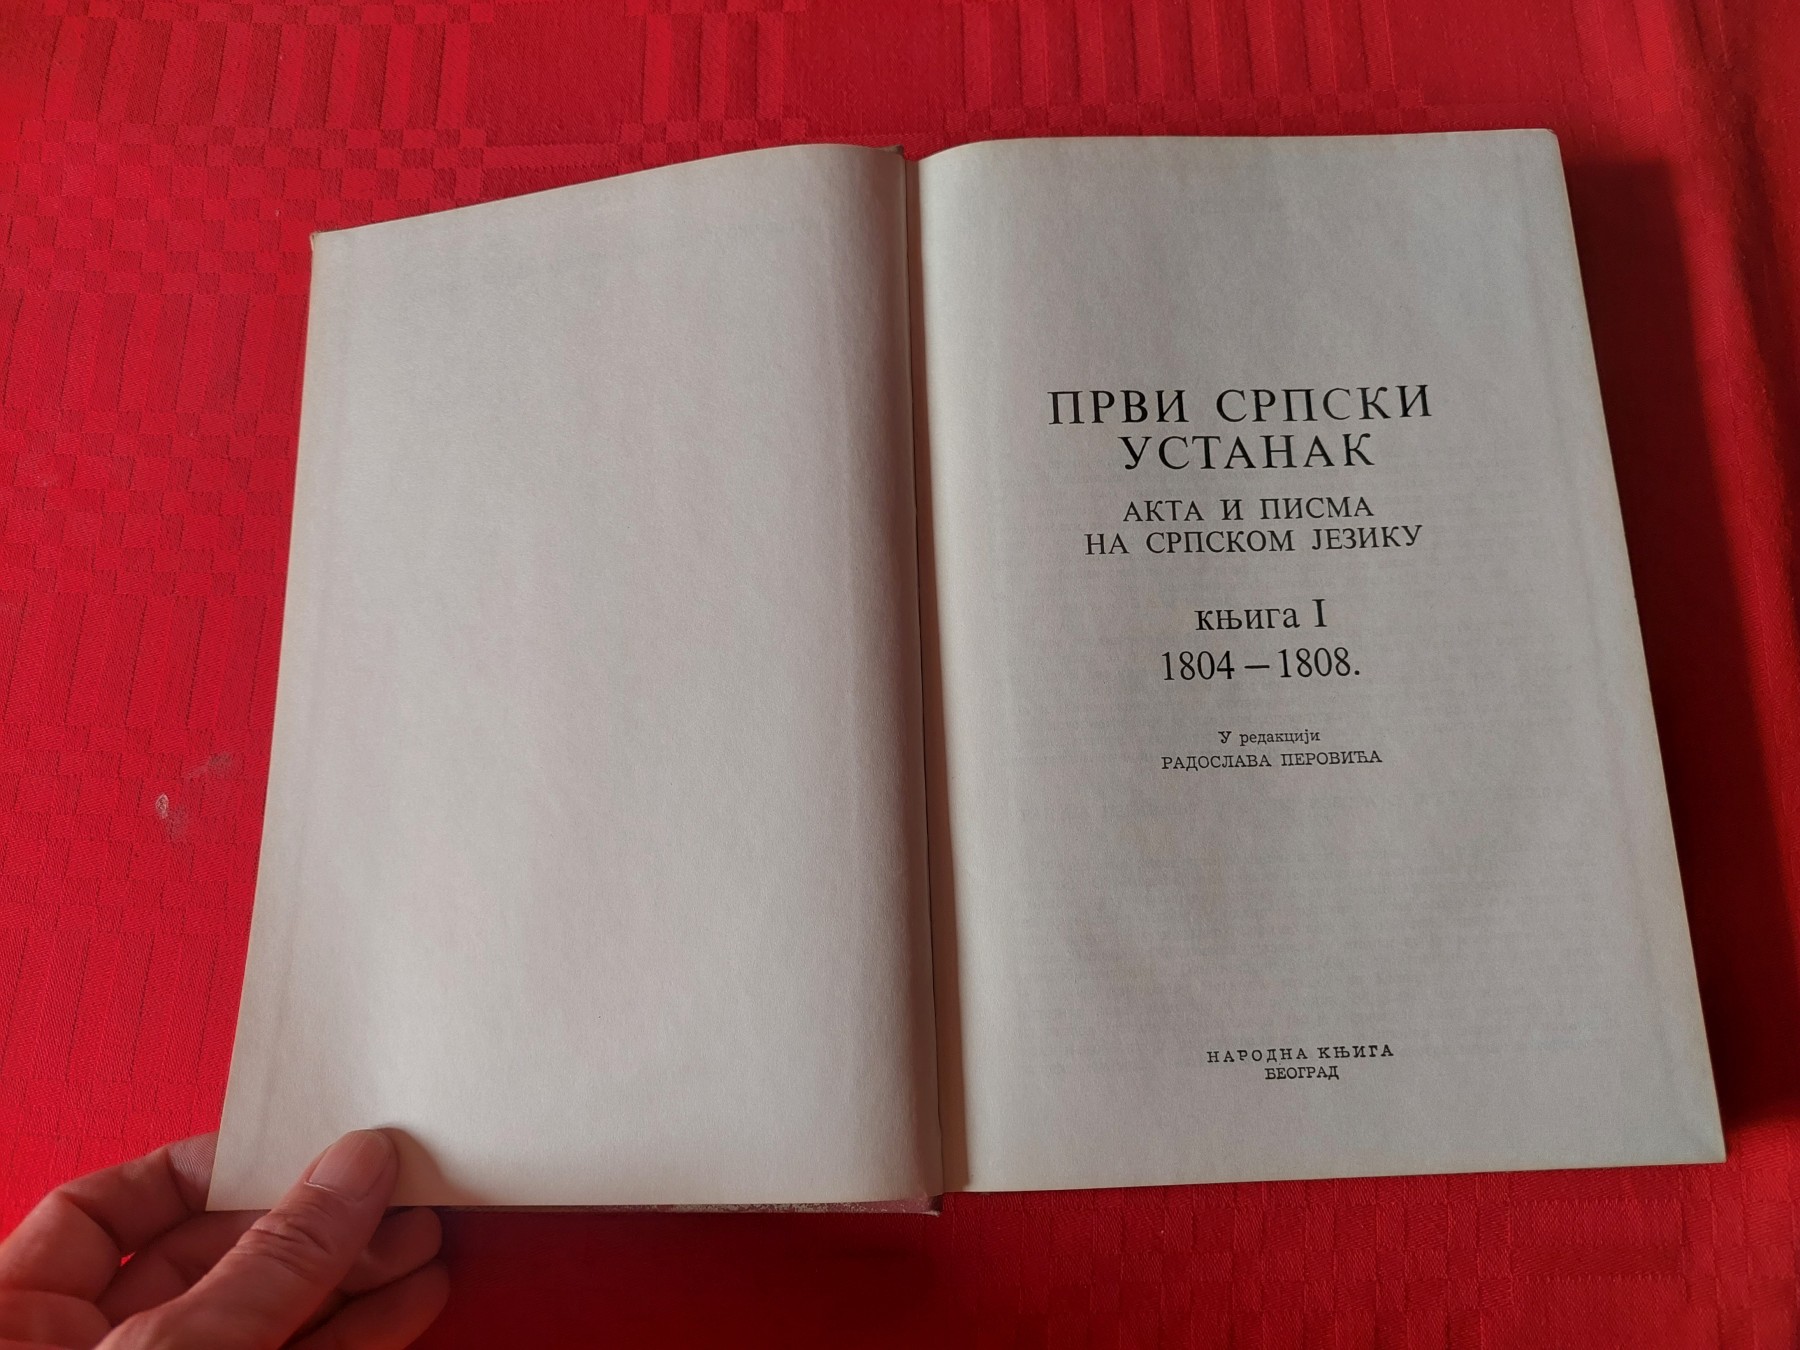 ПРВИ СРПСКИ
УСТАНАК
АКТА И ПИСМА
НА СРПСКОМ ЈЕЗИКУ
књига I
1804 — 1808.
У редакцији
РАДОСЛАВА ПЕРОВИЋА
НАРОДНА КЊИГА
БЕОГРАД